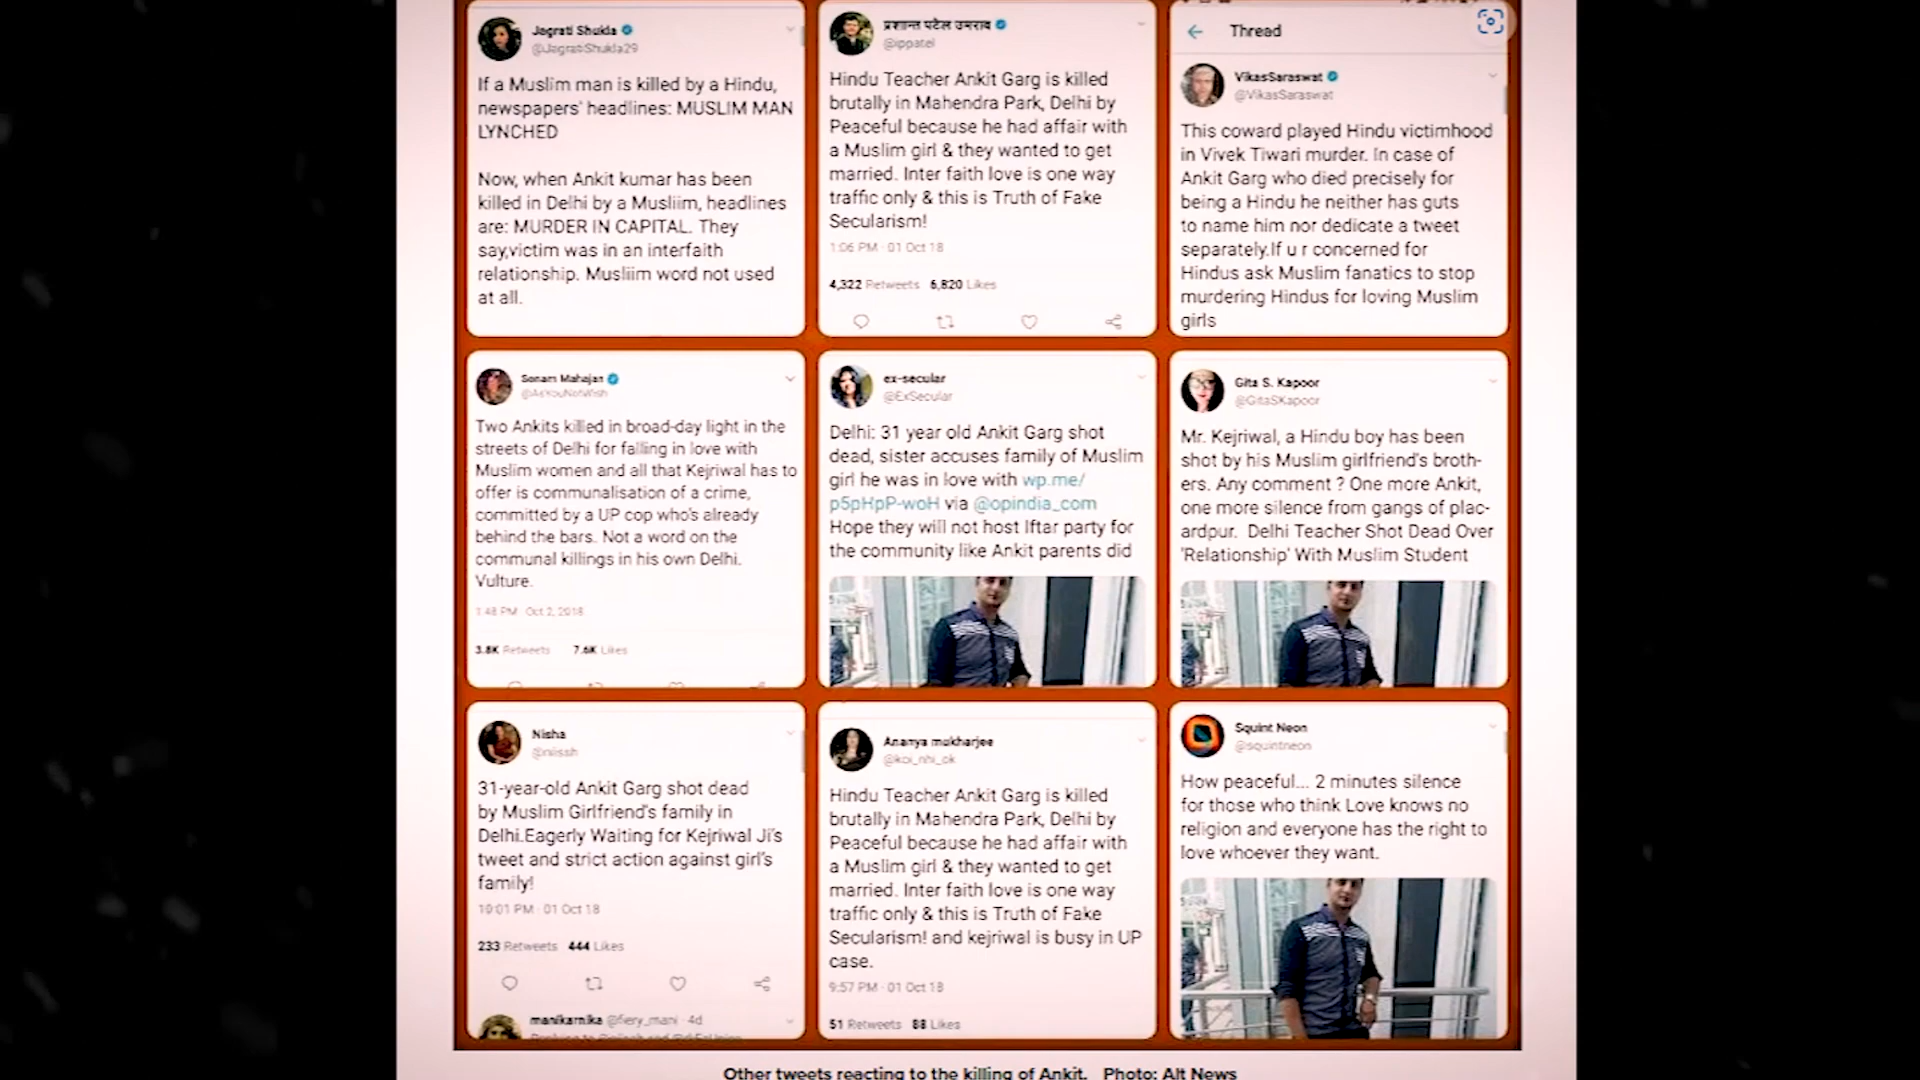 Jagrati Shukla
@JagratiShukla29
If a Muslim man is killed by a Hindu,
newspapers' headlines: MUSLIM MAN
LYNCHED
Now, when Ankit kumar has been
killed in Delhi by a Musliim, headlines
are: MURDER IN CAPITAL. They
say,victim was in an interfaith
relationship. Musliim word not used
at all.
प्रशान्त पटेल उमराव
@ippatel
Hindu Teacher Ankit Garg is killed
brutally in Mahendra Park, Delhi by
Peaceful because he had affair with
a Muslim girl & they wanted to get
married. Inter faith love is one way
traffic only & this is Truth of Fake
Secularism!
1:06 PM · 01 Oct 18
4,322 Retweets 6,820 Likes
Thread
VikasSaraswat
@VikasSaraswat
This coward played Hindu victimhood
in Vivek Tiwari murder. In case of
Ankit Garg who died precisely for
being a Hindu he neither has guts
to name him nor dedicate a tweet
separately.If u r concerned for
Hindus ask Muslim fanatics to stop
murdering Hindus for loving Muslim
girls
Sonam Mahajan
@AsYouNotWish
Two Ankits killed in broad-day light in the
streets of Delhi for falling in love with
Muslim women and all that Kejriwal has to
offer is communalisation of a crime,
committed by a UP cop who's already
behind the bars. Not a word on the
communal killings in his own Delhi.
Vulture.
1:48 PM · Oct 2, 2018
3.8K Retweets 7.6K Likes
ex-secular
@ExSecular
Delhi: 31 year old Ankit Garg shot
dead, sister accuses family of Muslim
girl he was in love with wp.me/
p5pHpP-woH via @opindia_com
Hope they will not host Iftar party for
the community like Ankit parents did
Gita S. Kapoor
@GitaSKapoor
Mr. Kejriwal, a Hindu boy has been
shot by his Muslim girlfriend's broth-
ers. Any comment ? One more Ankit,
one more silence from gangs of plac-
ardpur. Delhi Teacher Shot Dead Over
'Relationship' With Muslim Student
Nisha
31-year-old Ankit Garg shot dead
by Muslim Girlfriend's family in
Delhi.Eagerly Waiting for Kejriwal Ji's
tweet and strict action against girl's
family!
10:01 PM · 01 Oct 18
233 Retweets 444 Likes
manikarnika @fiery_mani · 4d
Ananya mukharjee
@koi_nhi_ok
Hindu Teacher Ankit Garg is killed
brutally in Mahendra Park, Delhi by
Peaceful because he had affair with
a Muslim girl & they wanted to get
married. Inter faith love is one way
traffic only & this is Truth of Fake
Secularism! and kejriwal is busy in UP
case.
9:57 PM · 01 Oct 18
51 Retweets 88 Likes
Squint Neon
@squintneon
How peaceful... 2 minutes silence
for those who think Love knows no
religion and everyone has the right to
love whoever they want.
Other tweets reacting to the killing of Ankit. Photo: Alt News